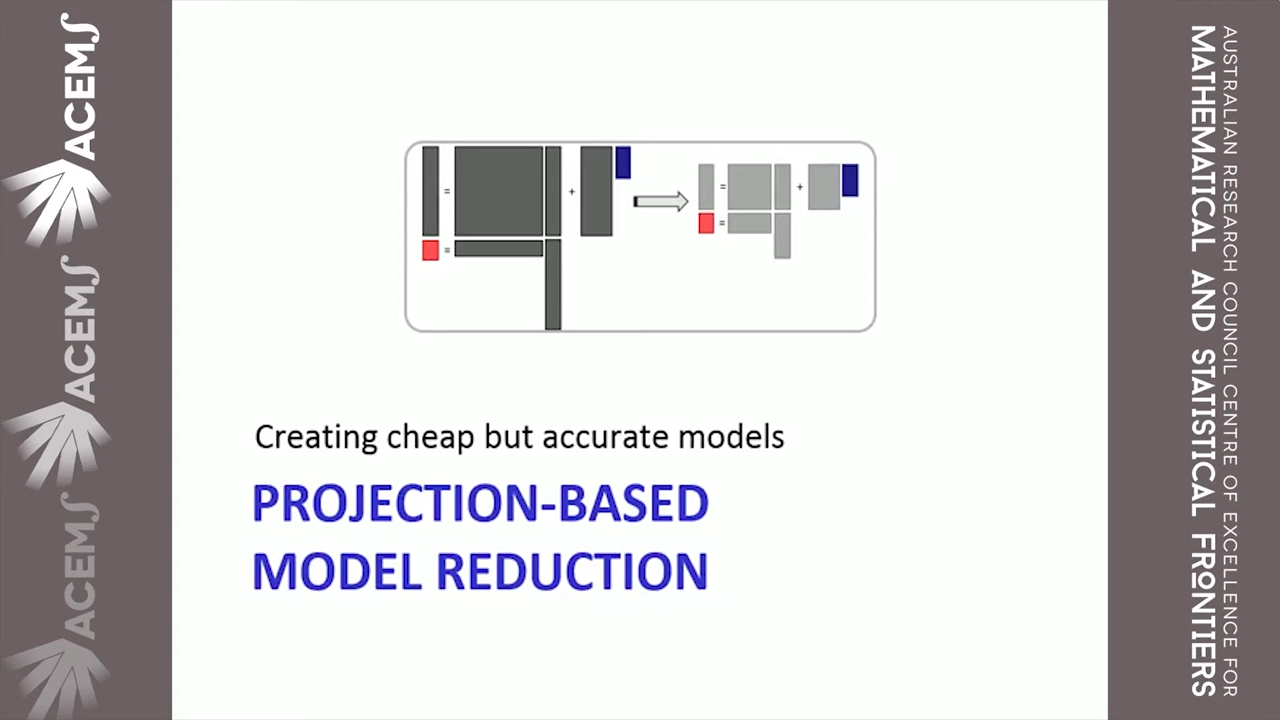 ACEMS
ACEMS
ACEMS
= + = +
= =
Creating cheap but accurate models
PROJECTION-BASED
MODEL REDUCTION
AUSTRALIAN RESEARCH COUNCIL CENTRE OF EXCELLENCE FOR
MATHEMATICAL AND STATISTICAL FRONTIERS